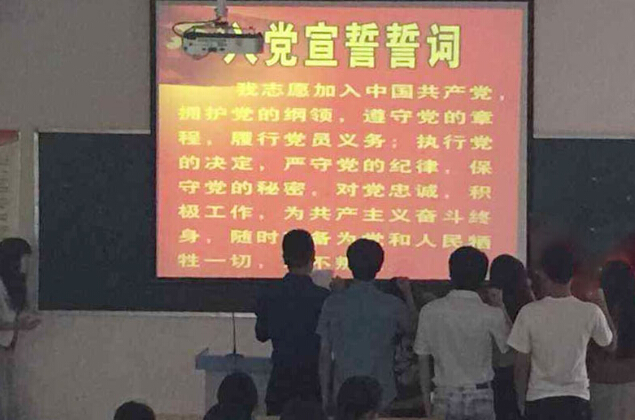 入党宣誓誓词
我志愿加入中国共产党，
拥护党的纲领，遵守党的章
程，履行党员义务；执行党
的决定，严守党的纪律，保
守党的秘密，对党忠诚，积
极工作，为共产主义奋斗终
身，随时备为党和人民牺
牲一切，不叛